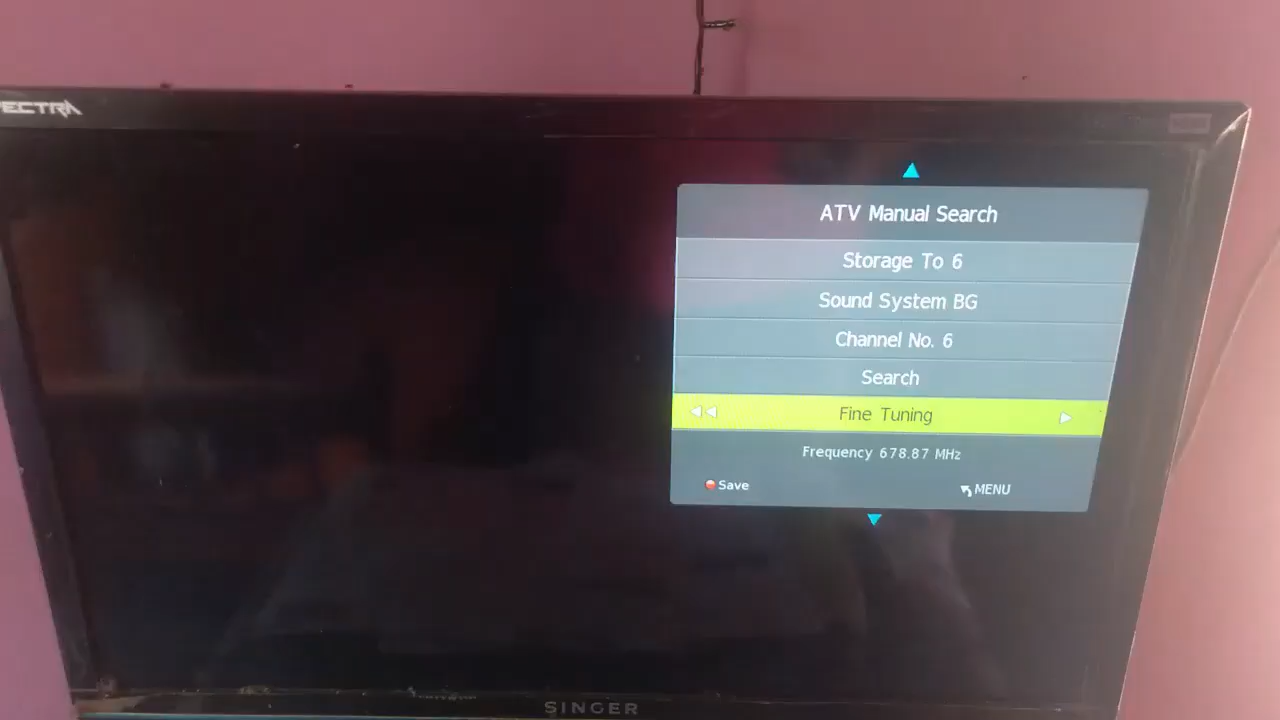 ECTRA
ATV Manual Search
Storage To 6
Sound System BG
Channel No. 6
Search
Fine Tuning
Frequency 678.87 MHz
Save
MENU
SINGER